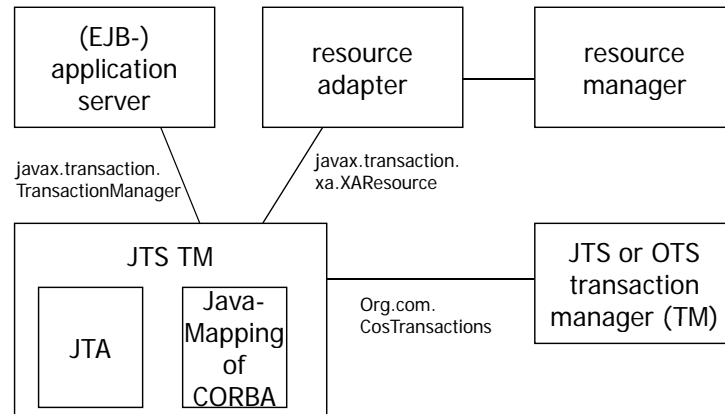 (EJB-)
application
server
resource
adapter
resource
manager
javax.transaction.
TransactionManager
javax.transaction.
xa.XAResource
JTS TM
JTA
Java-
Mapping
of
CORBA
Org.com.
CosTransactions
JTS or OTS
transaction
manager (TM)